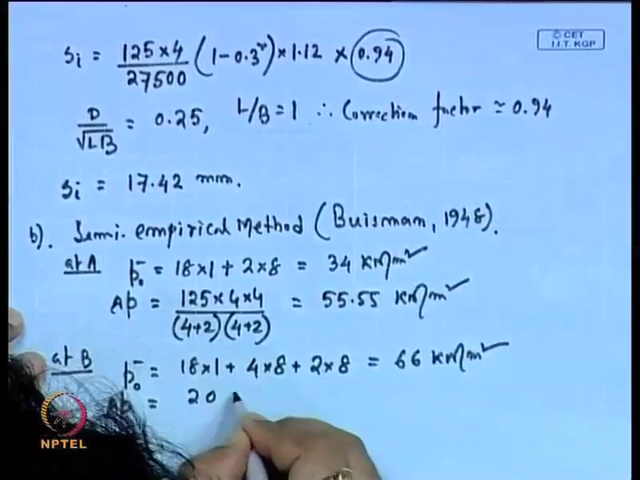 © CET
I.I.T. KGP
Si = 125×4/27500 (1-0.3²)×1.12 × 0.94
D/√LB = 0.25, L/B = 1 ∴ Correction factor ≃ 0.94
Si = 17.42 mm.
b). Semi-empirical Method (Buisman, 1948).
at A p̄₀ = 18×1 + 2×8 = 34 kN/m²
Δp = 125×4×4/(4+2)(4+2) = 55.55 kN/m²
at B p̄₀ = 18×1 + 4×8 + 2×8 = 66 kN/m²
Δp = 20
NPTEL